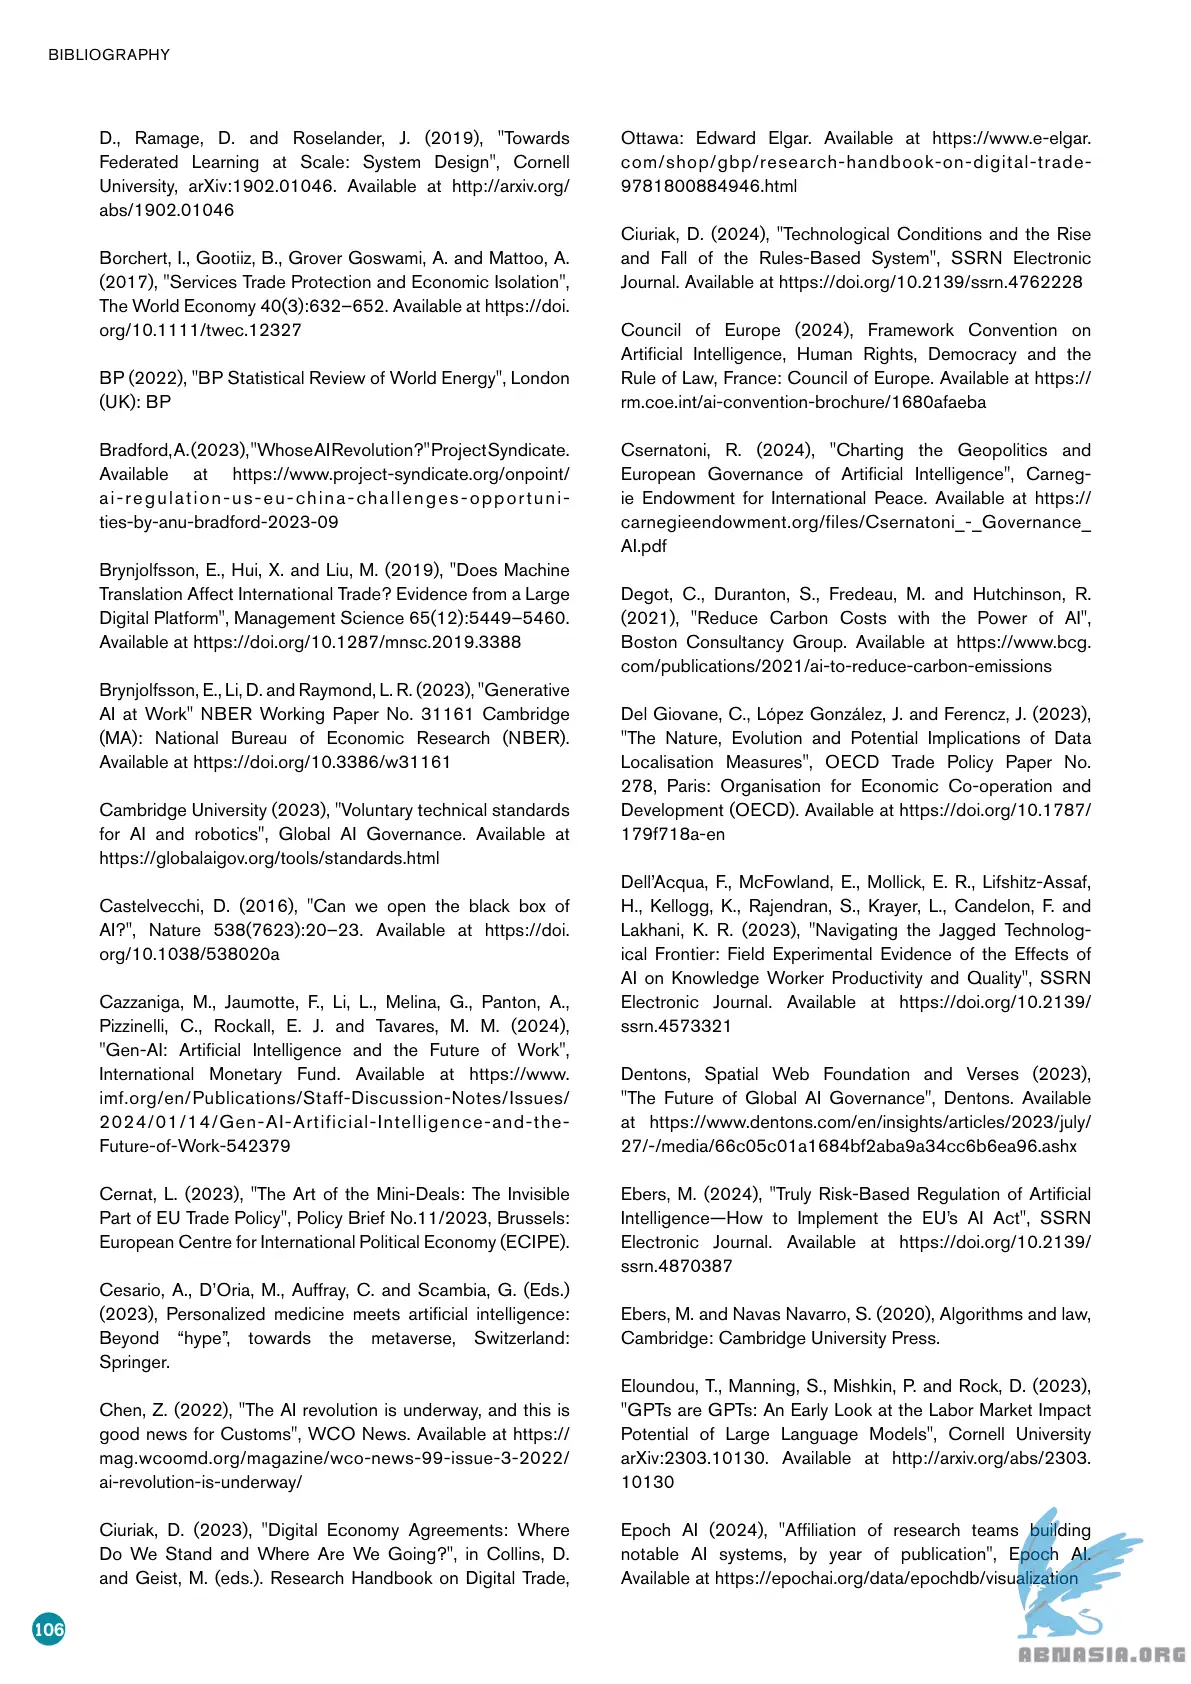 BIBLIOGRAPHY
D., Ramage, D. and Roselander, J. (2019), "Towards
Federated Learning at Scale: System Design", Cornell
University, arXiv:1902.01046. Available at http://arxiv.org/
abs/1902.01046
Borchert, I., Gootiiz, B., Grover Goswami, A. and Mattoo, A.
(2017), "Services Trade Protection and Economic Isolation",
The World Economy 40(3):632–652. Available at https://doi.
org/10.1111/twec.12327
BP (2022), "BP Statistical Review of World Energy", London
(UK): BP
Bradford, A. (2023), "Whose AI Revolution?" Project Syndicate.
Available at https://www.project-syndicate.org/onpoint/
ai-regulation-us-eu-china-challenges-opportuni-
ties-by-anu-bradford-2023-09
Brynjolfsson, E., Hui, X. and Liu, M. (2019), "Does Machine
Translation Affect International Trade? Evidence from a Large
Digital Platform", Management Science 65(12):5449–5460.
Available at https://doi.org/10.1287/mnsc.2019.3388
Brynjolfsson, E., Li, D. and Raymond, L. R. (2023), "Generative
AI at Work" NBER Working Paper No. 31161 Cambridge
(MA): National Bureau of Economic Research (NBER).
Available at https://doi.org/10.3386/w31161
Cambridge University (2023), "Voluntary technical standards
for AI and robotics", Global AI Governance. Available at
https://globalaigov.org/tools/standards.html
Castelvecchi, D. (2016), "Can we open the black box of
AI?", Nature 538(7623):20–23. Available at https://doi.
org/10.1038/538020a
Cazzaniga, M., Jaumotte, F., Li, L., Melina, G., Panton, A.,
Pizzinelli, C., Rockall, E. J. and Tavares, M. M. (2024),
"Gen-AI: Artificial Intelligence and the Future of Work",
International Monetary Fund. Available at https://www.
imf.org/en/Publications/Staff-Discussion-Notes/Issues/
2024/01/14/Gen-AI-Artificial-Intelligence-and-the-
Future-of-Work-542379
Cernat, L. (2023), "The Art of the Mini-Deals: The Invisible
Part of EU Trade Policy", Policy Brief No.11/2023, Brussels:
European Centre for International Political Economy (ECIPE).
Cesario, A., D’Oria, M., Auffray, C. and Scambia, G. (Eds.)
(2023), Personalized medicine meets artificial intelligence:
Beyond “hype”, towards the metaverse, Switzerland:
Springer.
Chen, Z. (2022), "The AI revolution is underway, and this is
good news for Customs", WCO News. Available at https://
mag.wcoomd.org/magazine/wco-news-99-issue-3-2022/
ai-revolution-is-underway/
Ciuriak, D. (2023), "Digital Economy Agreements: Where
Do We Stand and Where Are We Going?", in Collins, D.
and Geist, M. (eds.). Research Handbook on Digital Trade,
Ottawa: Edward Elgar. Available at https://www.e-elgar.
com/shop/gbp/research-handbook-on-digital-trade-
9781800884946.html
Ciuriak, D. (2024), "Technological Conditions and the Rise
and Fall of the Rules-Based System", SSRN Electronic
Journal. Available at https://doi.org/10.2139/ssrn.4762228
Council of Europe (2024), Framework Convention on
Artificial Intelligence, Human Rights, Democracy and the
Rule of Law, France: Council of Europe. Available at https://
rm.coe.int/ai-convention-brochure/1680afaeba
Csernatoni, R. (2024), "Charting the Geopolitics and
European Governance of Artificial Intelligence", Carneg-
ie Endowment for International Peace. Available at https://
carnegieendowment.org/files/Csernatoni_-_Governance_
AI.pdf
Degot, C., Duranton, S., Fredeau, M. and Hutchinson, R.
(2021), "Reduce Carbon Costs with the Power of AI",
Boston Consultancy Group. Available at https://www.bcg.
com/publications/2021/ai-to-reduce-carbon-emissions
Del Giovane, C., López González, J. and Ferencz, J. (2023),
"The Nature, Evolution and Potential Implications of Data
Localisation Measures", OECD Trade Policy Paper No.
278, Paris: Organisation for Economic Co-operation and
Development (OECD). Available at https://doi.org/10.1787/
179f718a-en
Dell’Acqua, F., McFowland, E., Mollick, E. R., Lifshitz-Assaf,
H., Kellogg, K., Rajendran, S., Krayer, L., Candelon, F. and
Lakhani, K. R. (2023), "Navigating the Jagged Technolog-
ical Frontier: Field Experimental Evidence of the Effects of
AI on Knowledge Worker Productivity and Quality", SSRN
Electronic Journal. Available at https://doi.org/10.2139/
ssrn.4573321
Dentons, Spatial Web Foundation and Verses (2023),
"The Future of Global AI Governance", Dentons. Available
at https://www.dentons.com/en/insights/articles/2023/july/
27/-/media/66c05c01a1684bf2aba9a34cc6b6ea96.ashx
Ebers, M. (2024), "Truly Risk-Based Regulation of Artificial
Intelligence—How to Implement the EU’s AI Act", SSRN
Electronic Journal. Available at https://doi.org/10.2139/
ssrn.4870387
Ebers, M. and Navas Navarro, S. (2020), Algorithms and law,
Cambridge: Cambridge University Press.
Eloundou, T., Manning, S., Mishkin, P. and Rock, D. (2023),
"GPTs are GPTs: An Early Look at the Labor Market Impact
Potential of Large Language Models", Cornell University
arXiv:2303.10130. Available at http://arxiv.org/abs/2303.
10130
Epoch AI (2024), "Affiliation of research teams building
notable AI systems, by year of publication", Epoch AI.
Available at https://epochai.org/data/epochdb/visualization
106
ABNASIA.ORG